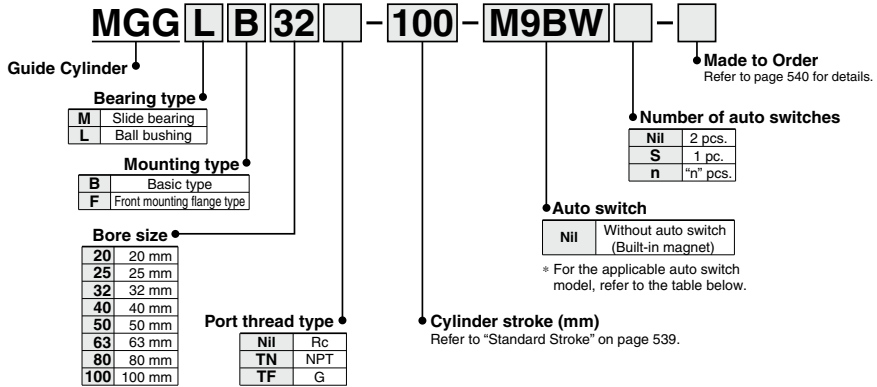 MGG L B 32 – 100 – M9BW –
Guide Cylinder
Made to Order
Refer to page 540 for details.
Bearing type
M Slide bearing
L Ball bushing
Number of auto switches
Nil 2 pcs.
S 1 pc.
n “n” pcs.
Mounting type
B Basic type
F Front mounting flange type
Auto switch
Nil Without auto switch
(Built-in magnet)
∗ For the applicable auto switch
model, refer to the table below.
Bore size
20 20 mm
25 25 mm
32 32 mm
40 40 mm
50 50 mm
63 63 mm
80 80 mm
100 100 mm
Port thread type
Nil Rc
TN NPT
TF G
Cylinder stroke (mm)
Refer to “Standard Stroke” on page 539.